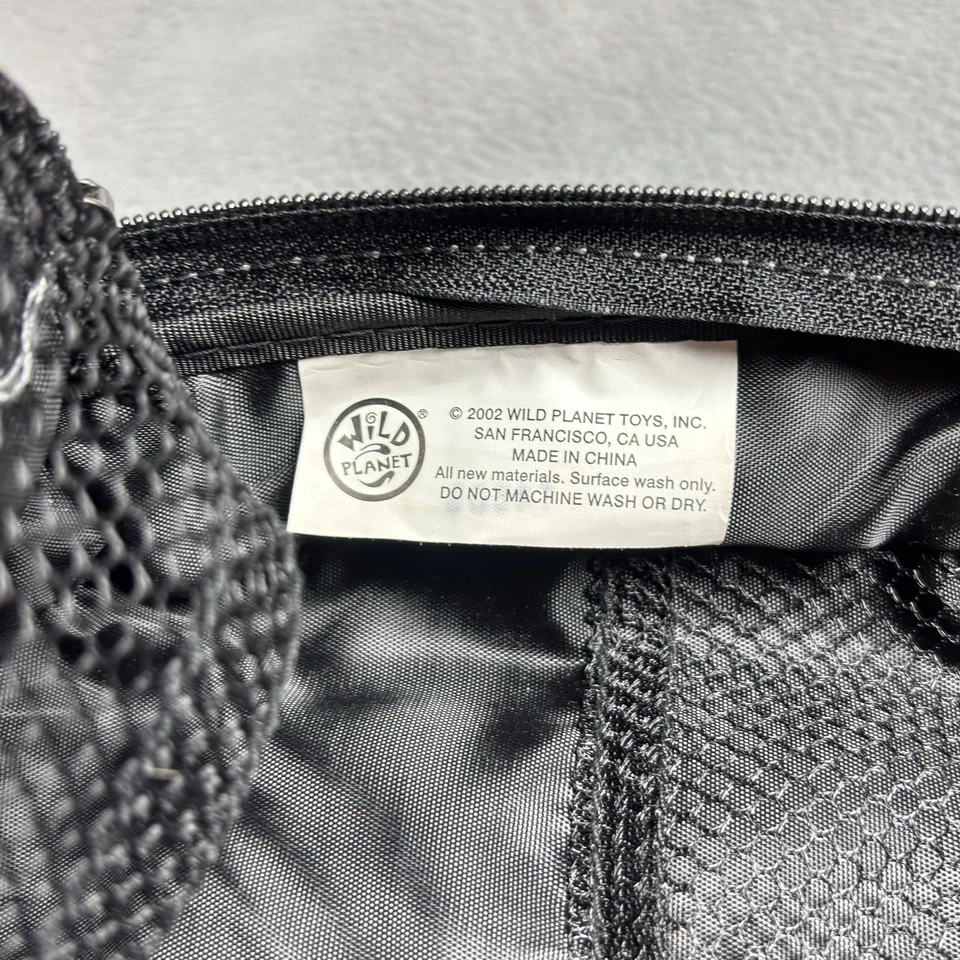 WILD
PLANET
®
© 2002 WILD PLANET TOYS, INC.
SAN FRANCISCO, CA USA
MADE IN CHINA
All new materials. Surface wash only.
DO NOT MACHINE WASH OR DRY.